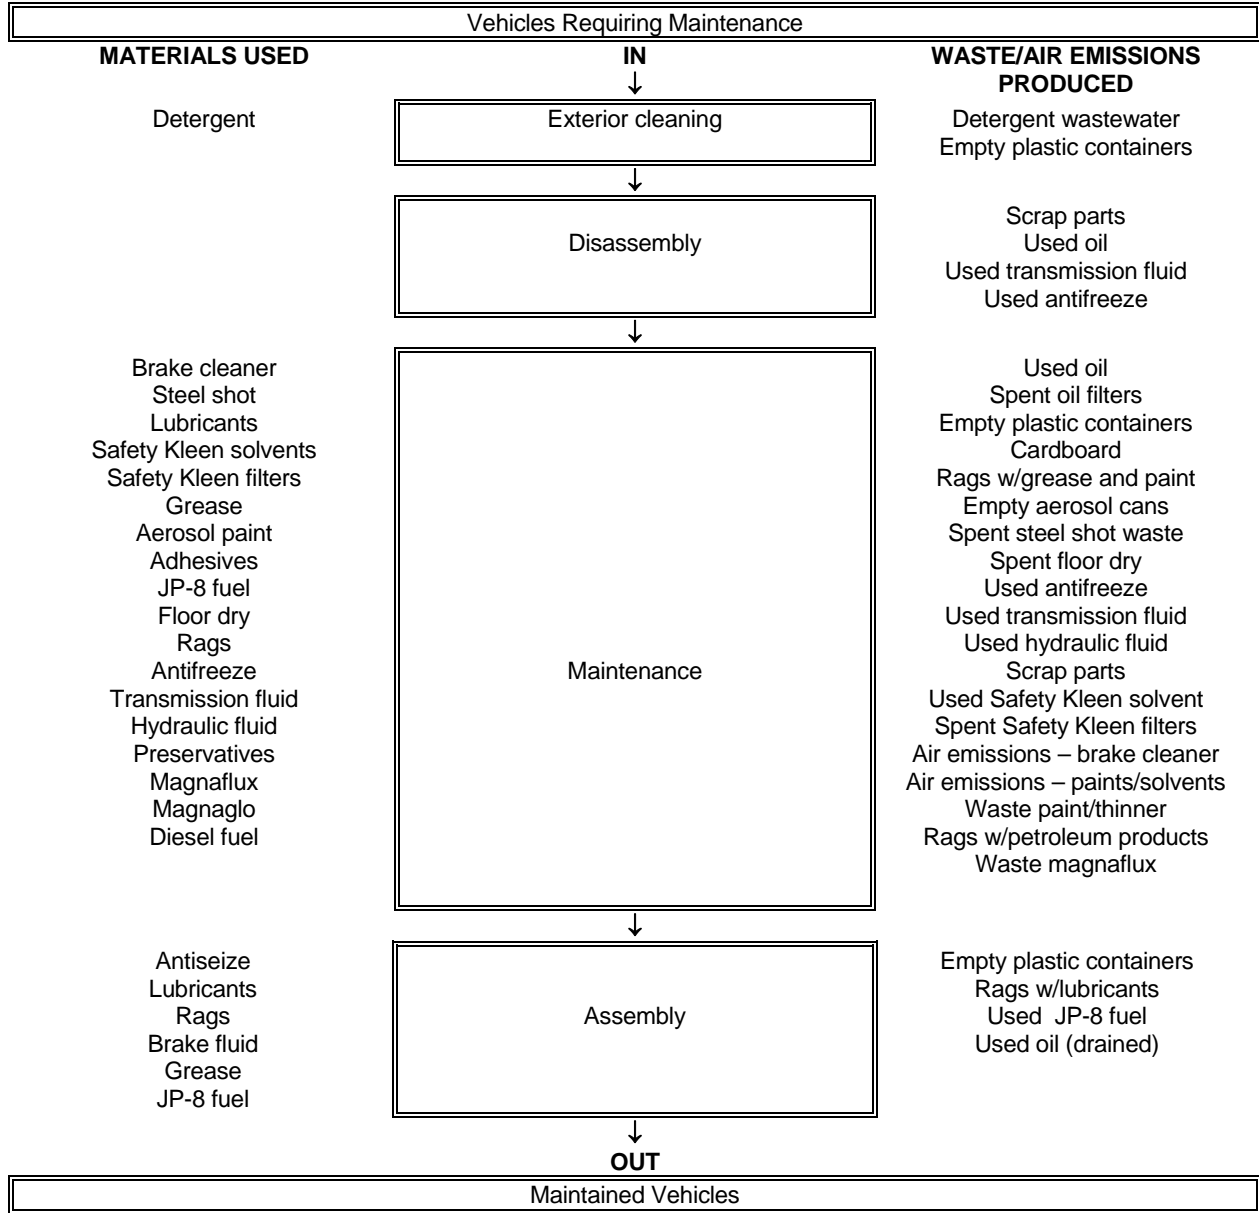 Vehicles Requiring Maintenance
MATERIALS USED
IN
↓
WASTE/AIR EMISSIONS
PRODUCED
Detergent
Exterior cleaning
Detergent wastewater
Empty plastic containers
↓
Disassembly
Scrap parts
Used oil
Used transmission fluid
Used antifreeze
↓
Brake cleaner
Steel shot
Lubricants
Safety Kleen solvents
Safety Kleen filters
Grease
Aerosol paint
Adhesives
JP-8 fuel
Floor dry
Rags
Antifreeze
Transmission fluid
Hydraulic fluid
Preservatives
Magnaflux
Magnaglo
Diesel fuel
Maintenance
Used oil
Spent oil filters
Empty plastic containers
Cardboard
Rags w/grease and paint
Empty aerosol cans
Spent steel shot waste
Spent floor dry
Used antifreeze
Used transmission fluid
Used hydraulic fluid
Scrap parts
Used Safety Kleen solvent
Spent Safety Kleen filters
Air emissions – brake cleaner
Air emissions – paints/solvents
Waste paint/thinner
Rags w/petroleum products
Waste magnaflux
↓
Antiseize
Lubricants
Rags
Brake fluid
Grease
JP-8 fuel
Assembly
Empty plastic containers
Rags w/lubricants
Used JP-8 fuel
Used oil (drained)
↓
OUT
Maintained Vehicles